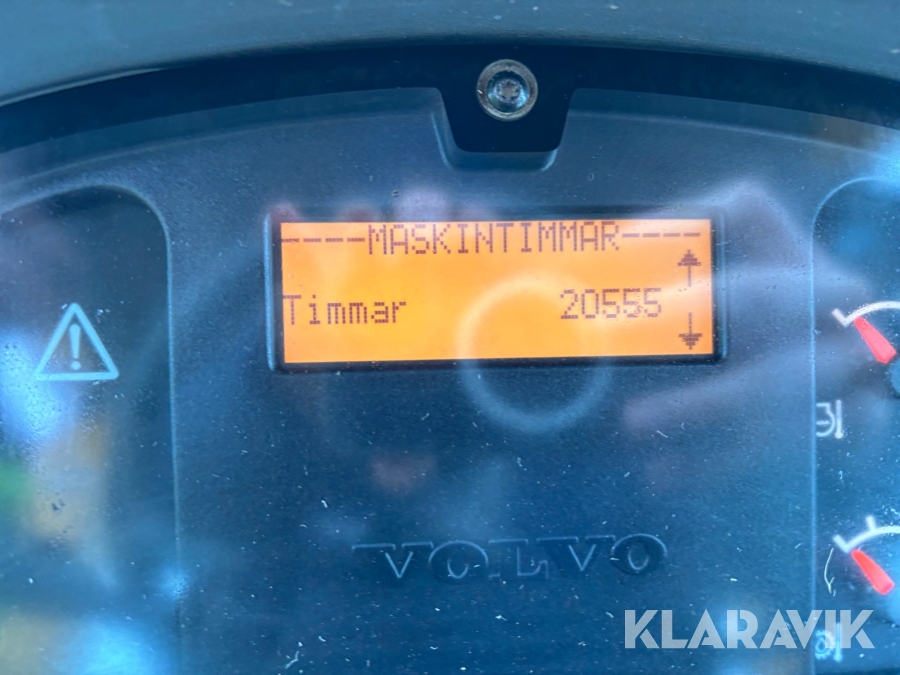 ----MASKINTIMMAR----
Timmar 20555
VOLVO
KLARAVIK